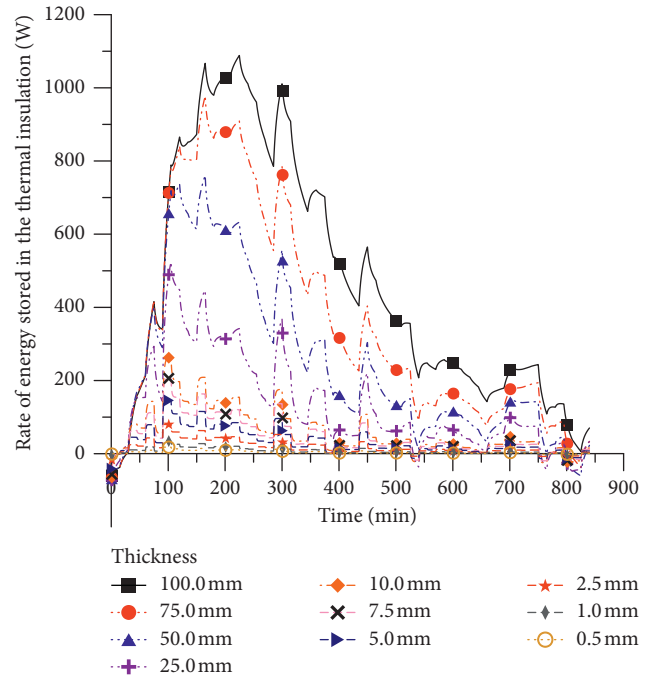 Rate of energy stored in the thermal insulation (W)
1200
1000
800
600
400
200
0
0 100 200 300 400 500 600 700 800 900
Time (min)
Thickness
100.0 mm 10.0 mm 2.5 mm
75.0 mm 7.5 mm 1.0 mm
50.0 mm 5.0 mm 0.5 mm
25.0 mm